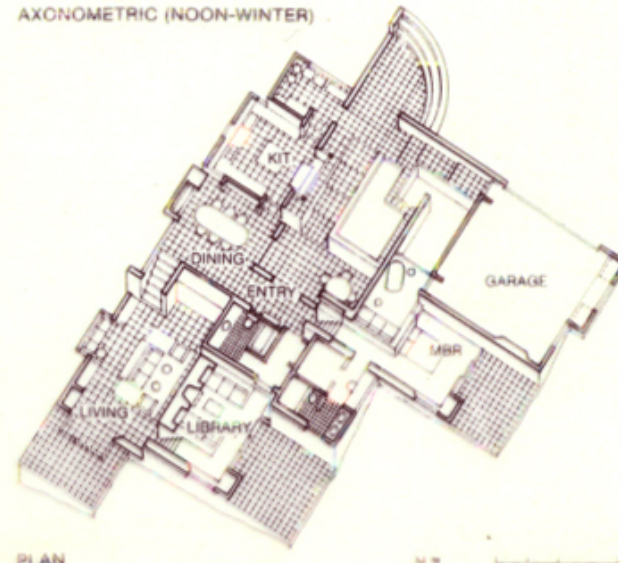 AXONOMETRIC (NOON-WINTER)
KIT
DINING
ENTRY
GARAGE
MBR
LIVING
LIBRARY
PLAN